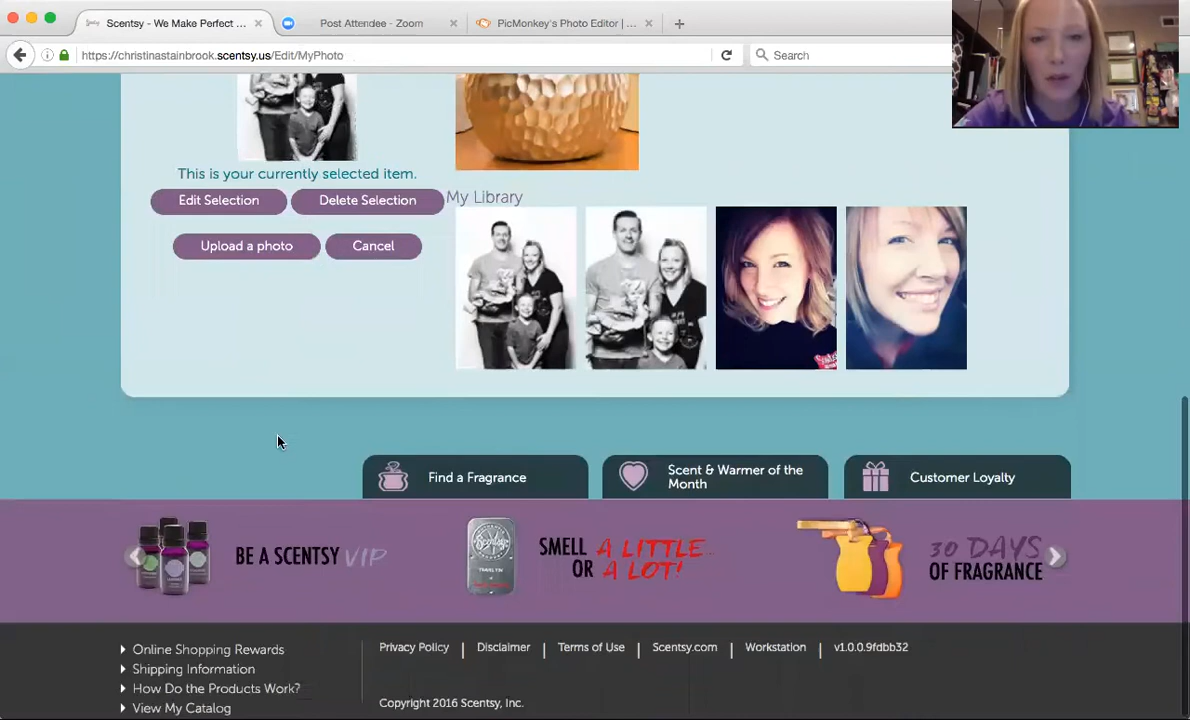 Scentsy - We Make Perfect ...
Post Attendee - Zoom
PicMonkey's Photo Editor | ...
https://christinastainbrook.scentsy.us/Edit/MyPhoto
Search
This is your currently selected item.
Edit Selection
Delete Selection
Upload a photo
Cancel
My Library
Find a Fragrance
Scent & Warmer of the
Month
Customer Loyalty
BE A SCENTSY VIP
Scentsy
TRAVEL TIN
SMELL A LITTLE
OR A LOT!
30 DAYS
OF FRAGRANCE
Online Shopping Rewards
Shipping Information
How Do the Products Work?
View My Catalog
Privacy Policy | Disclaimer | Terms of Use | Scentsy.com | Workstation | v1.0.0.9fdbb32
Copyright 2016 Scentsy, Inc.